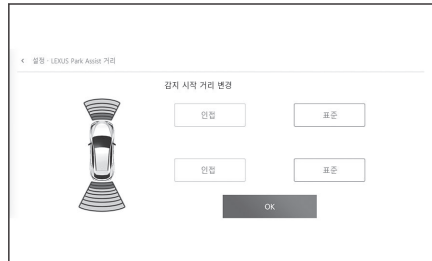 < 설정 · LEXUS Park Assist 거리
감지 시작 거리 변경
인접 표준
인접 표준
OK